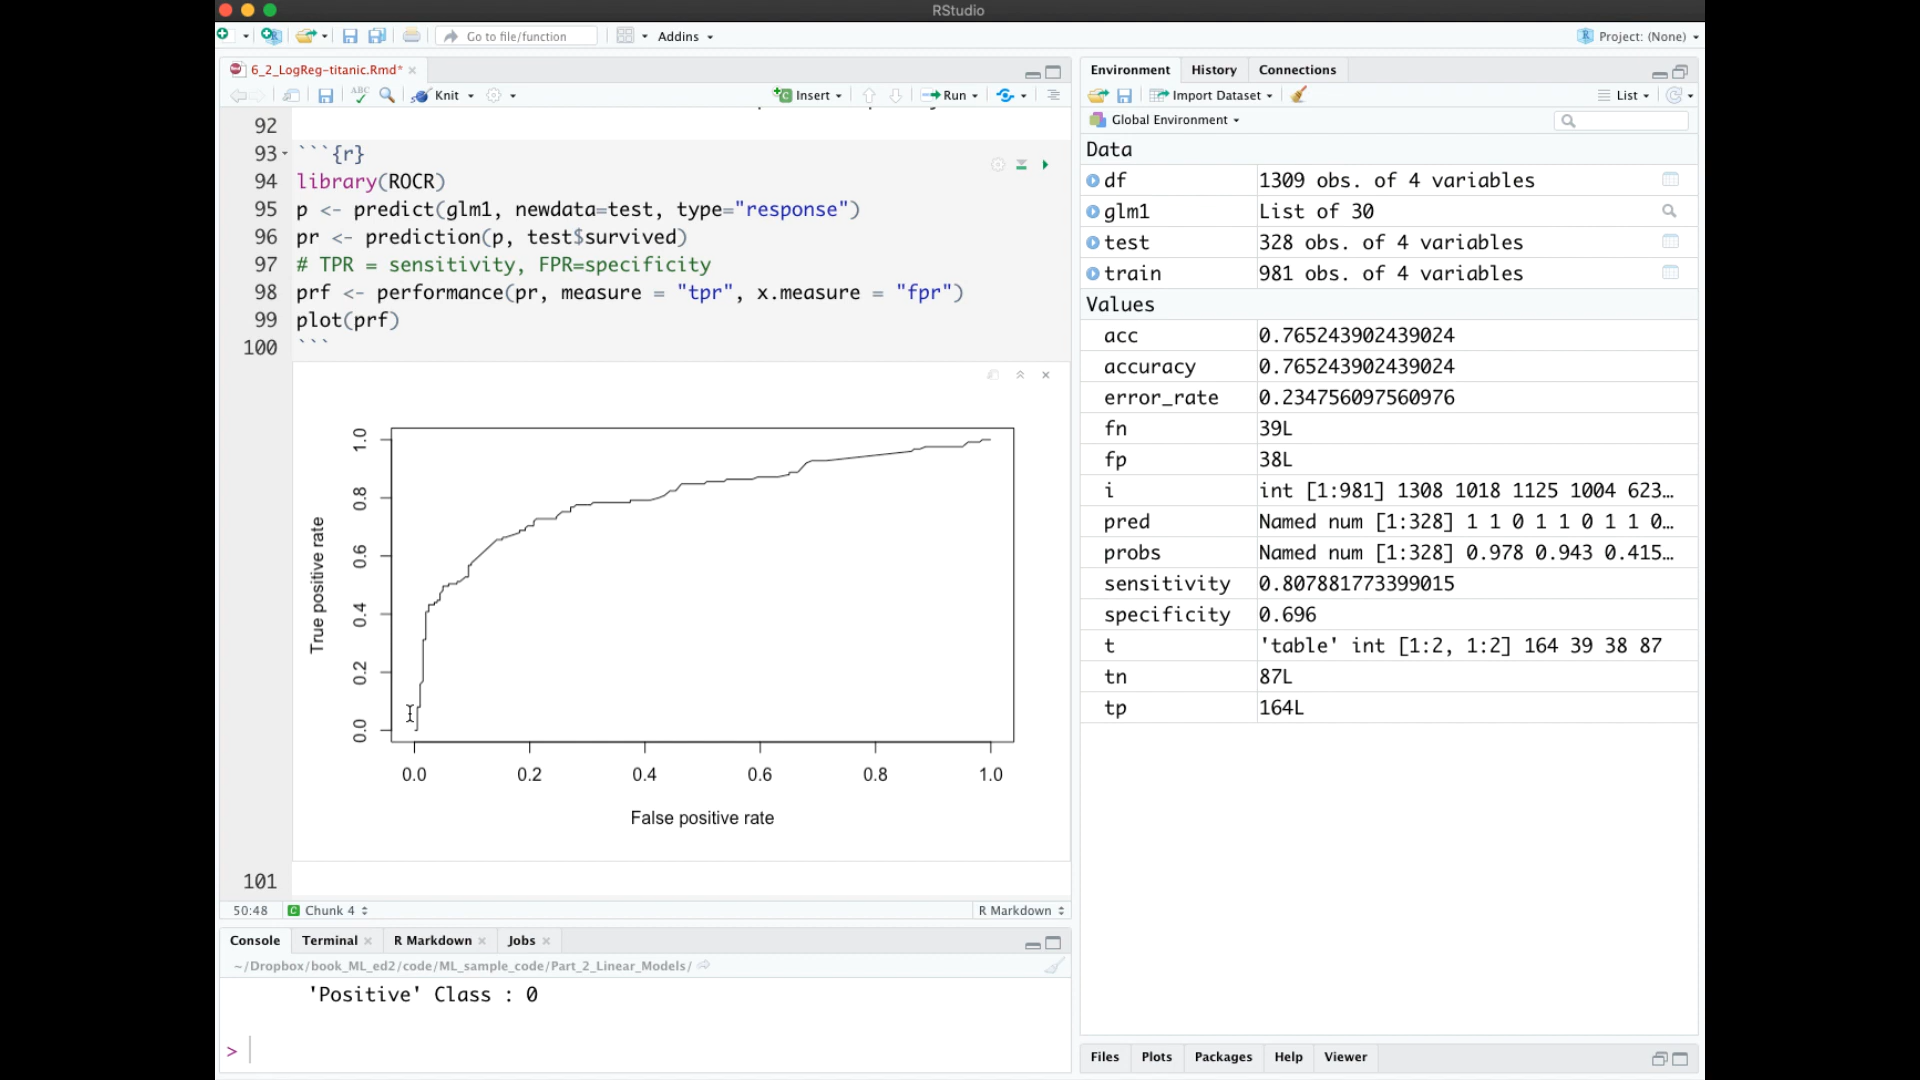 RStudio
Go to file/function
Addins
Project: (None)
6_2_LogReg-titanic.Rmd*
ABC
Knit
Insert
Run
92
93 ```{r}
94 library(ROCR)
95 p <- predict(glm1, newdata=test, type="response")
96 pr <- prediction(p, test$survived)
97 # TPR = sensitivity, FPR=specificity
98 prf <- performance(pr, measure = "tpr", x.measure = "fpr")
99 plot(prf)
100 ```
True positive rate
1.0
0.8
0.6
0.4
0.2
0.0
0.0 0.2 0.4 0.6 0.8 1.0
False positive rate
101
50:48 Chunk 4 R Markdown
Console Terminal R Markdown Jobs
~/Dropbox/book_ML_ed2/code/ML_sample_code/Part_2_Linear_Models/
'Positive' Class : 0
>
Environment History Connections
Import Dataset List
Global Environment
Data
df 1309 obs. of 4 variables
glm1 List of 30
test 328 obs. of 4 variables
train 981 obs. of 4 variables
Values
acc 0.765243902439024
accuracy 0.765243902439024
error_rate 0.234756097560976
fn 39L
fp 38L
i int [1:981] 1308 1018 1125 1004 623…
pred Named num [1:328] 1 1 0 1 1 0 1 1 0…
probs Named num [1:328] 0.978 0.943 0.415…
sensitivity 0.807881773399015
specificity 0.696
t 'table' int [1:2, 1:2] 164 39 38 87
tn 87L
tp 164L
Files Plots Packages Help Viewer